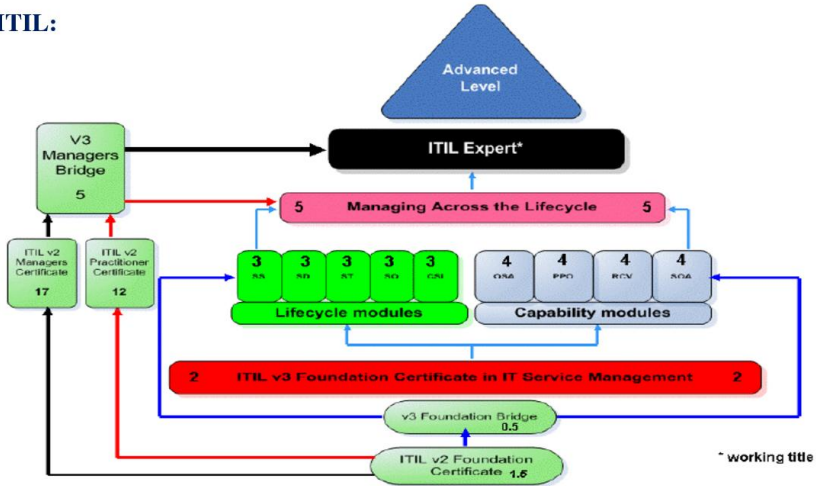 ITIL:
Advanced
Level
V3
Managers
Bridge
5
ITIL Expert*
5 Managing Across the Lifecycle 5
ITIL v2
Managers
Certificate
17
ITIL v2
Practitioner
Certificate
12
3 3 3 3 3
SS SD ST SO CSI
4 4 4 4
OSA PPO RCV SOA
Lifecycle modules
Capability modules
2 ITIL v3 Foundation Certificate in IT Service Management 2
v3 Foundation Bridge
0.5
ITIL v2 Foundation
Certificate 1.5
* working title